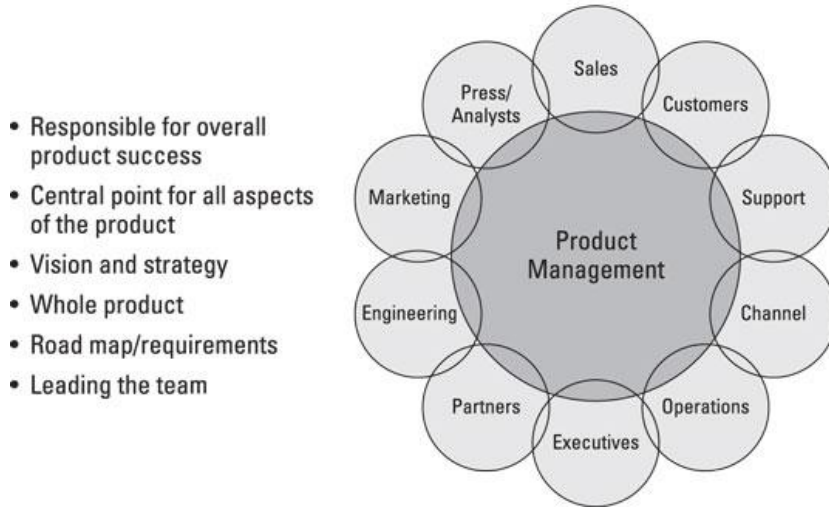 • Responsible for overall
product success
• Central point for all aspects
of the product
• Vision and strategy
• Whole product
• Road map/requirements
• Leading the team
Sales
Press/
Analysts
Customers
Marketing
Support
Product
Management
Engineering
Channel
Partners
Operations
Executives